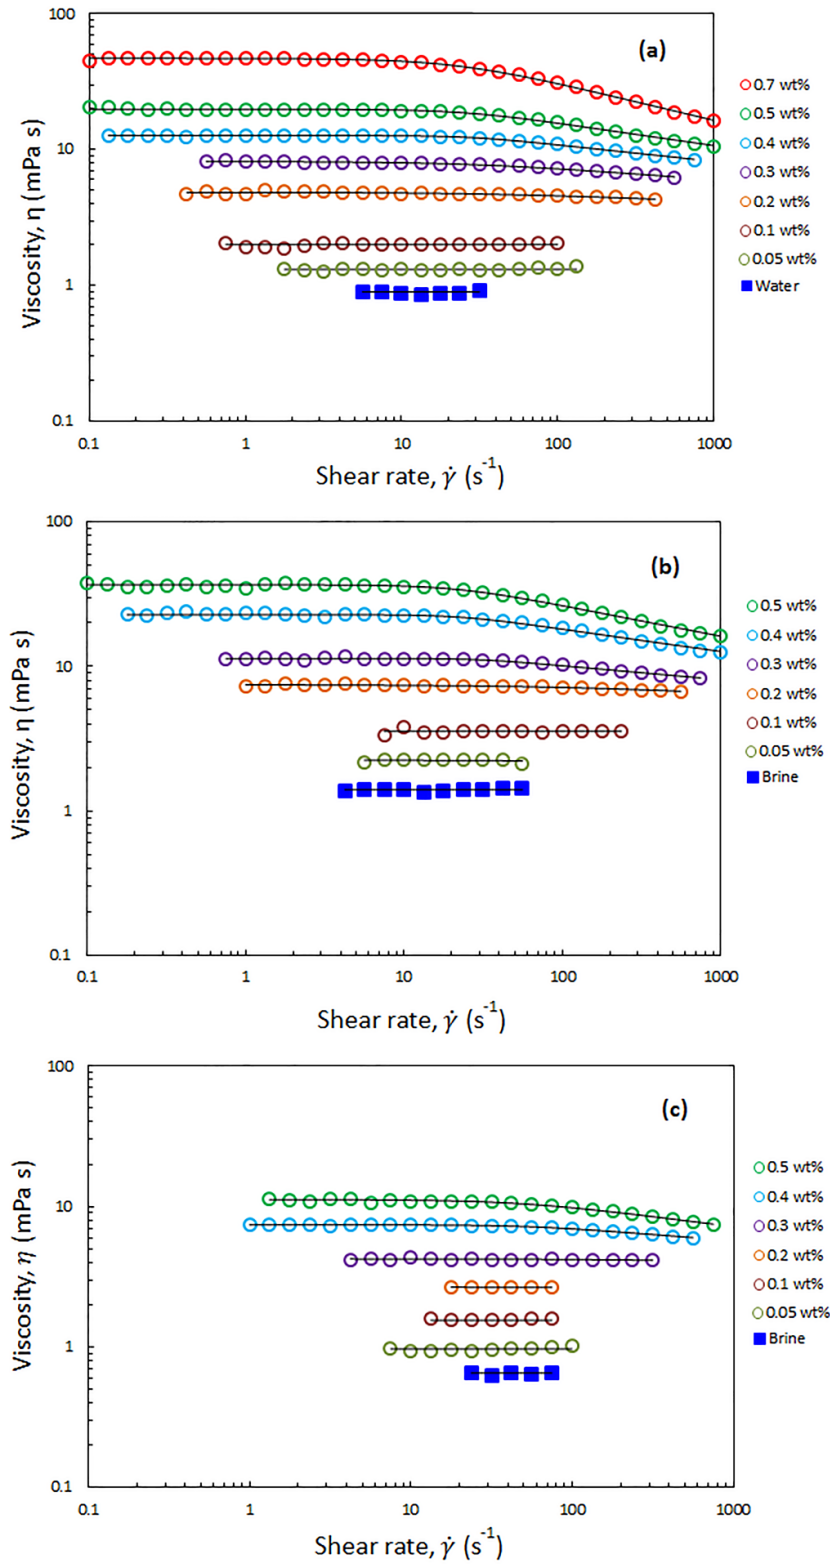 (a)
100
10
1
0.1
0.1 1 10 100 1000
Viscosity, η (mPa s)
Shear rate, γ̇ (s⁻¹)
0.7 wt%
0.5 wt%
0.4 wt%
0.3 wt%
0.2 wt%
0.1 wt%
0.05 wt%
Water
(b)
100
10
1
0.1
0.1 1 10 100 1000
Viscosity, η (mPa s)
Shear rate, γ̇ (s⁻¹)
0.5 wt%
0.4 wt%
0.3 wt%
0.2 wt%
0.1 wt%
0.05 wt%
Brine
(c)
100
10
1
0.1
0.1 1 10 100 1000
Viscosity, η (mPa s)
Shear rate, γ̇ (s⁻¹)
0.5 wt%
0.4 wt%
0.3 wt%
0.2 wt%
0.1 wt%
0.05 wt%
Brine